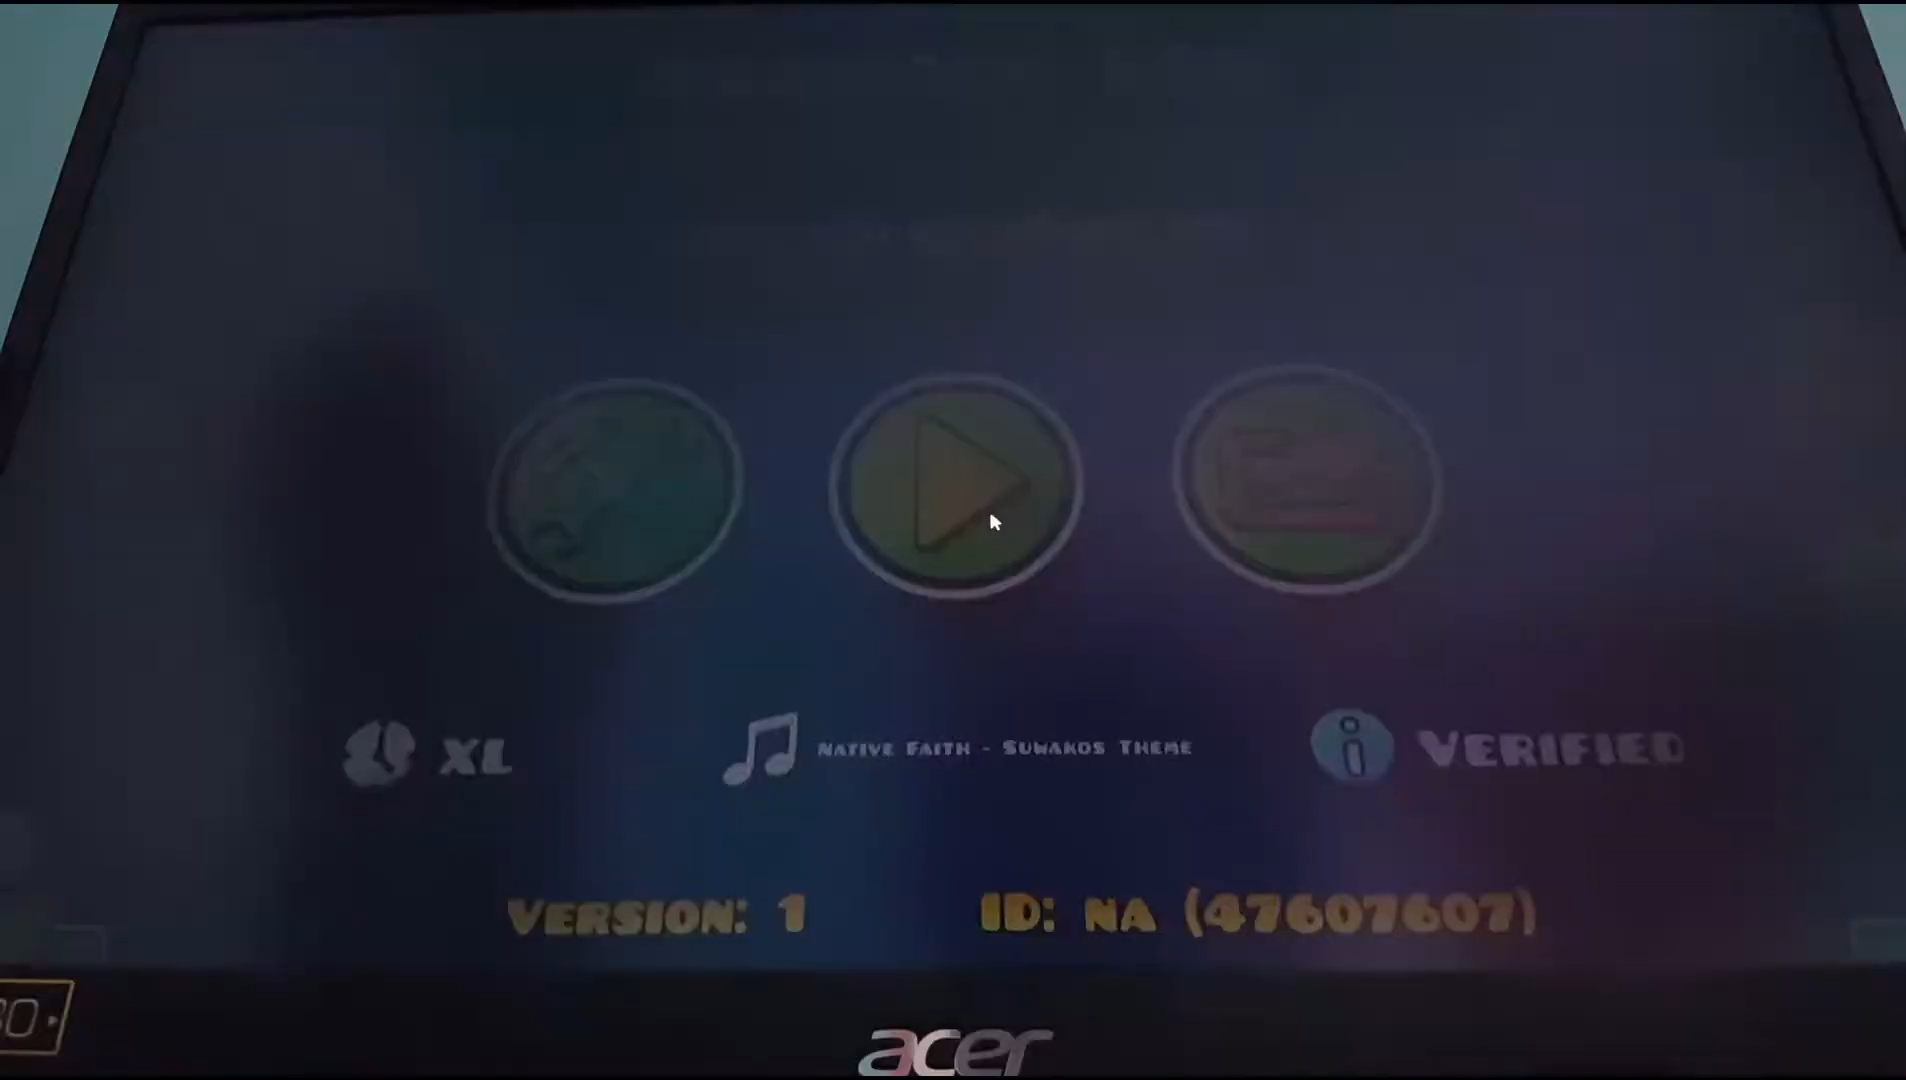 XL
Native Faith - Suwakos Theme
Verified
Version: 1
ID: na (47607607)
acer